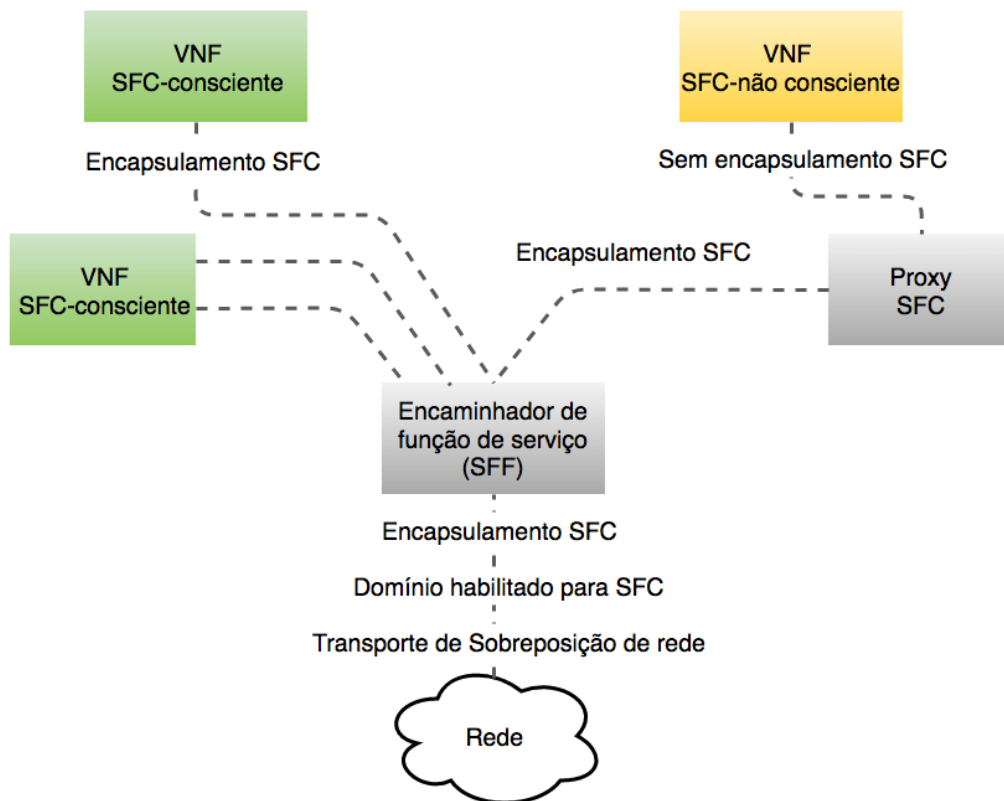 VNF
SFC-consciente
VNF
SFC-não consciente
Encapsulamento SFC
Sem encapsulamento SFC
VNF
SFC-consciente
Encapsulamento SFC
Proxy
SFC
Encaminhador de
função de serviço
(SFF)
Encapsulamento SFC
Domínio habilitado para SFC
Transporte de Sobreposição de rede
Rede